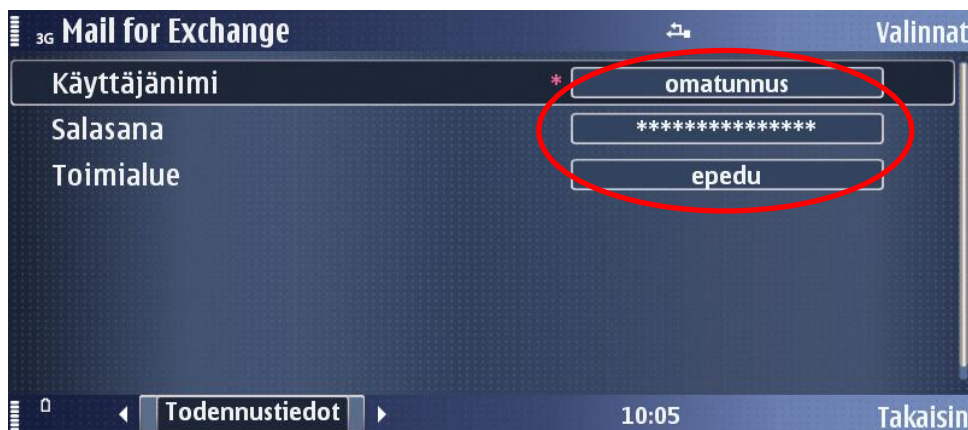 3G Mail for Exchange Valinnat
Käyttäjänimi * omatunnus
Salasana ***************
Toimialue epedu
Todennustiedot 10:05 Takaisin